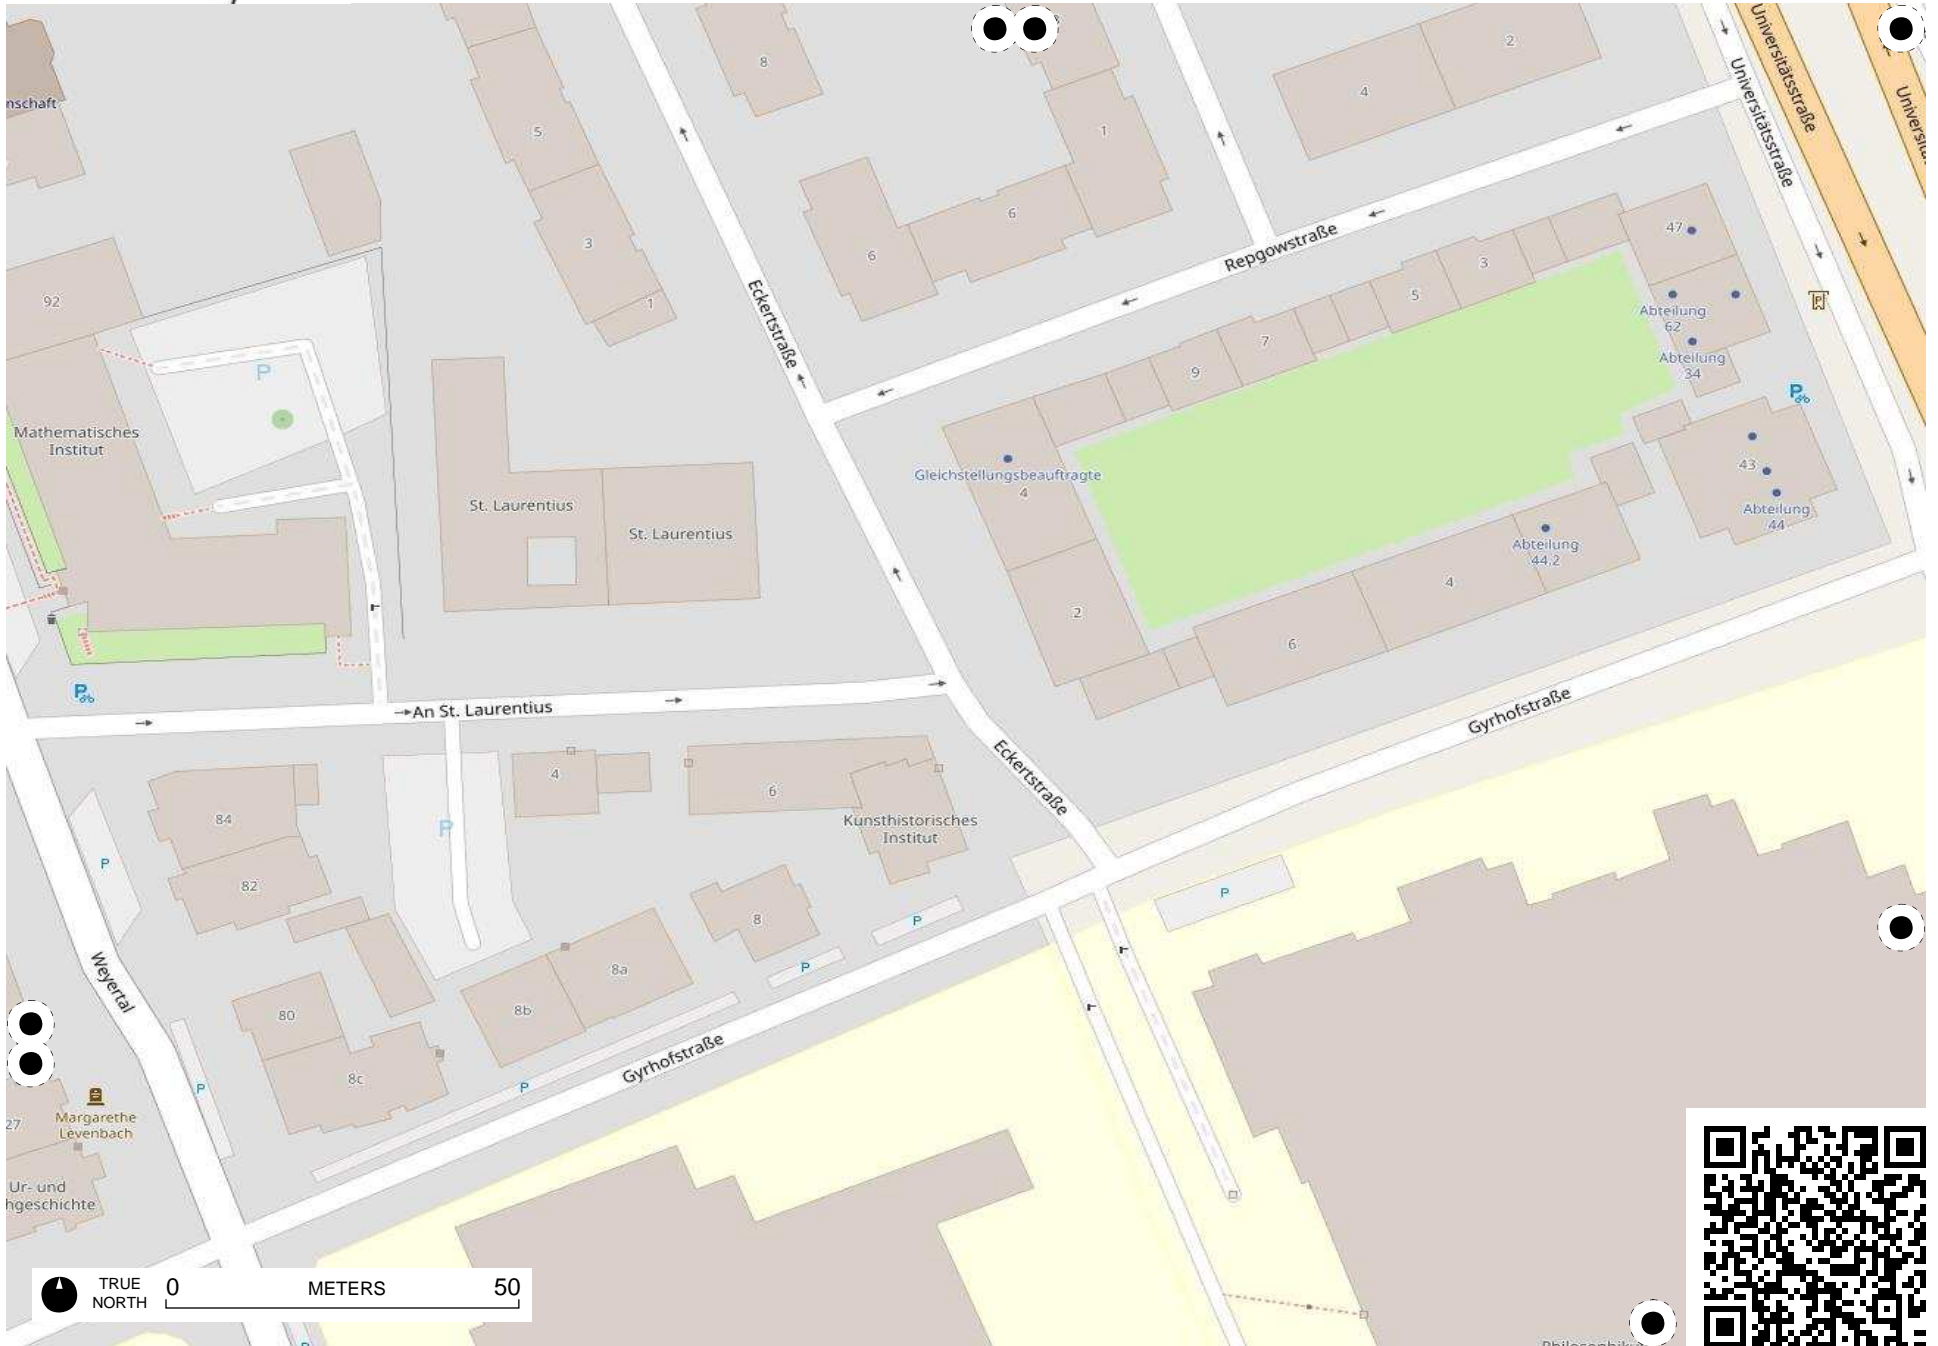 nschaft
8
5
1
2
4
Universitätsstraße
Universitätsstraße
3
6
6
Repgowstraße
47
92
1
Eckertstraße
3
5
Abteilung
62
P
7
Abteilung
34
P
9
P
Mathematisches
Institut
Gleichstellungsbeauftragte
4
43
Abteilung
44
St. Laurentius
St. Laurentius
Abteilung
44.2
4
2
6
P
An St. Laurentius
Gyrhofstraße
Eckertstraße
4
6
84
P
Kunsthistorisches
Institut
P
82
8
P
P
8a
P
Weyertal
8b
80
Gyrhofstraße
8c
P
P
Margarethe
Levenbach
27
Ur- und
hgeschichte
TRUE
NORTH
0
METERS
50
P